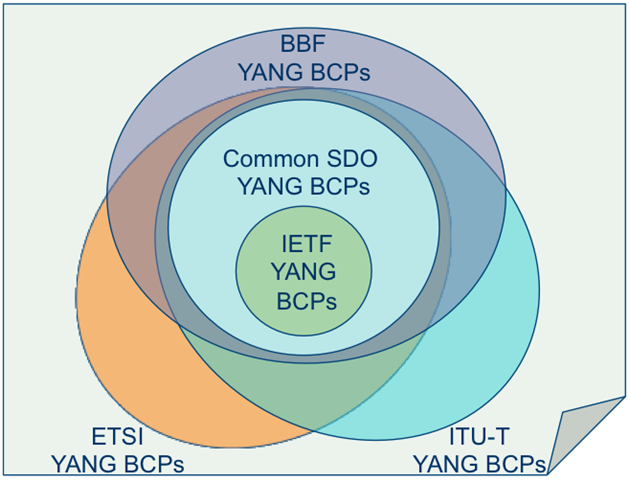 BBF
YANG BCPs
Common SDO
YANG BCPs
IETF
YANG
BCPs
ETSI
YANG BCPs
ITU-T
YANG BCPs